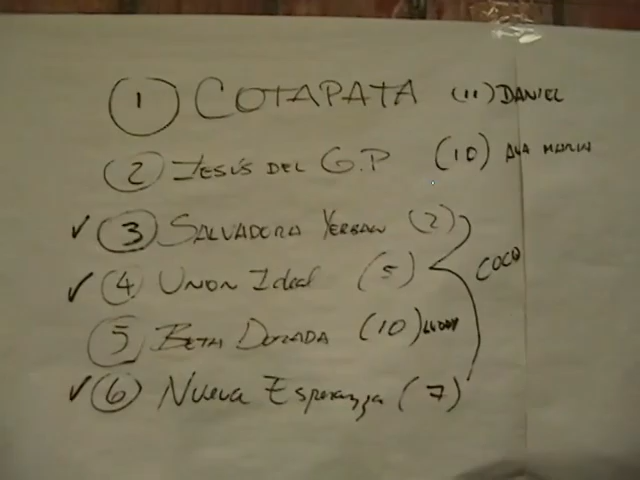 1 COTAPATA (11) DANIEL
2 JESÚS DEL G.P (10) ANA MARIA
✓ 3 SALVADORA YERBAN (2)
✓ 4 UNION IDEAL (5) COCO
5 BETA DORADA (10)
✓ 6 NUEVA ESPERANZA (7)